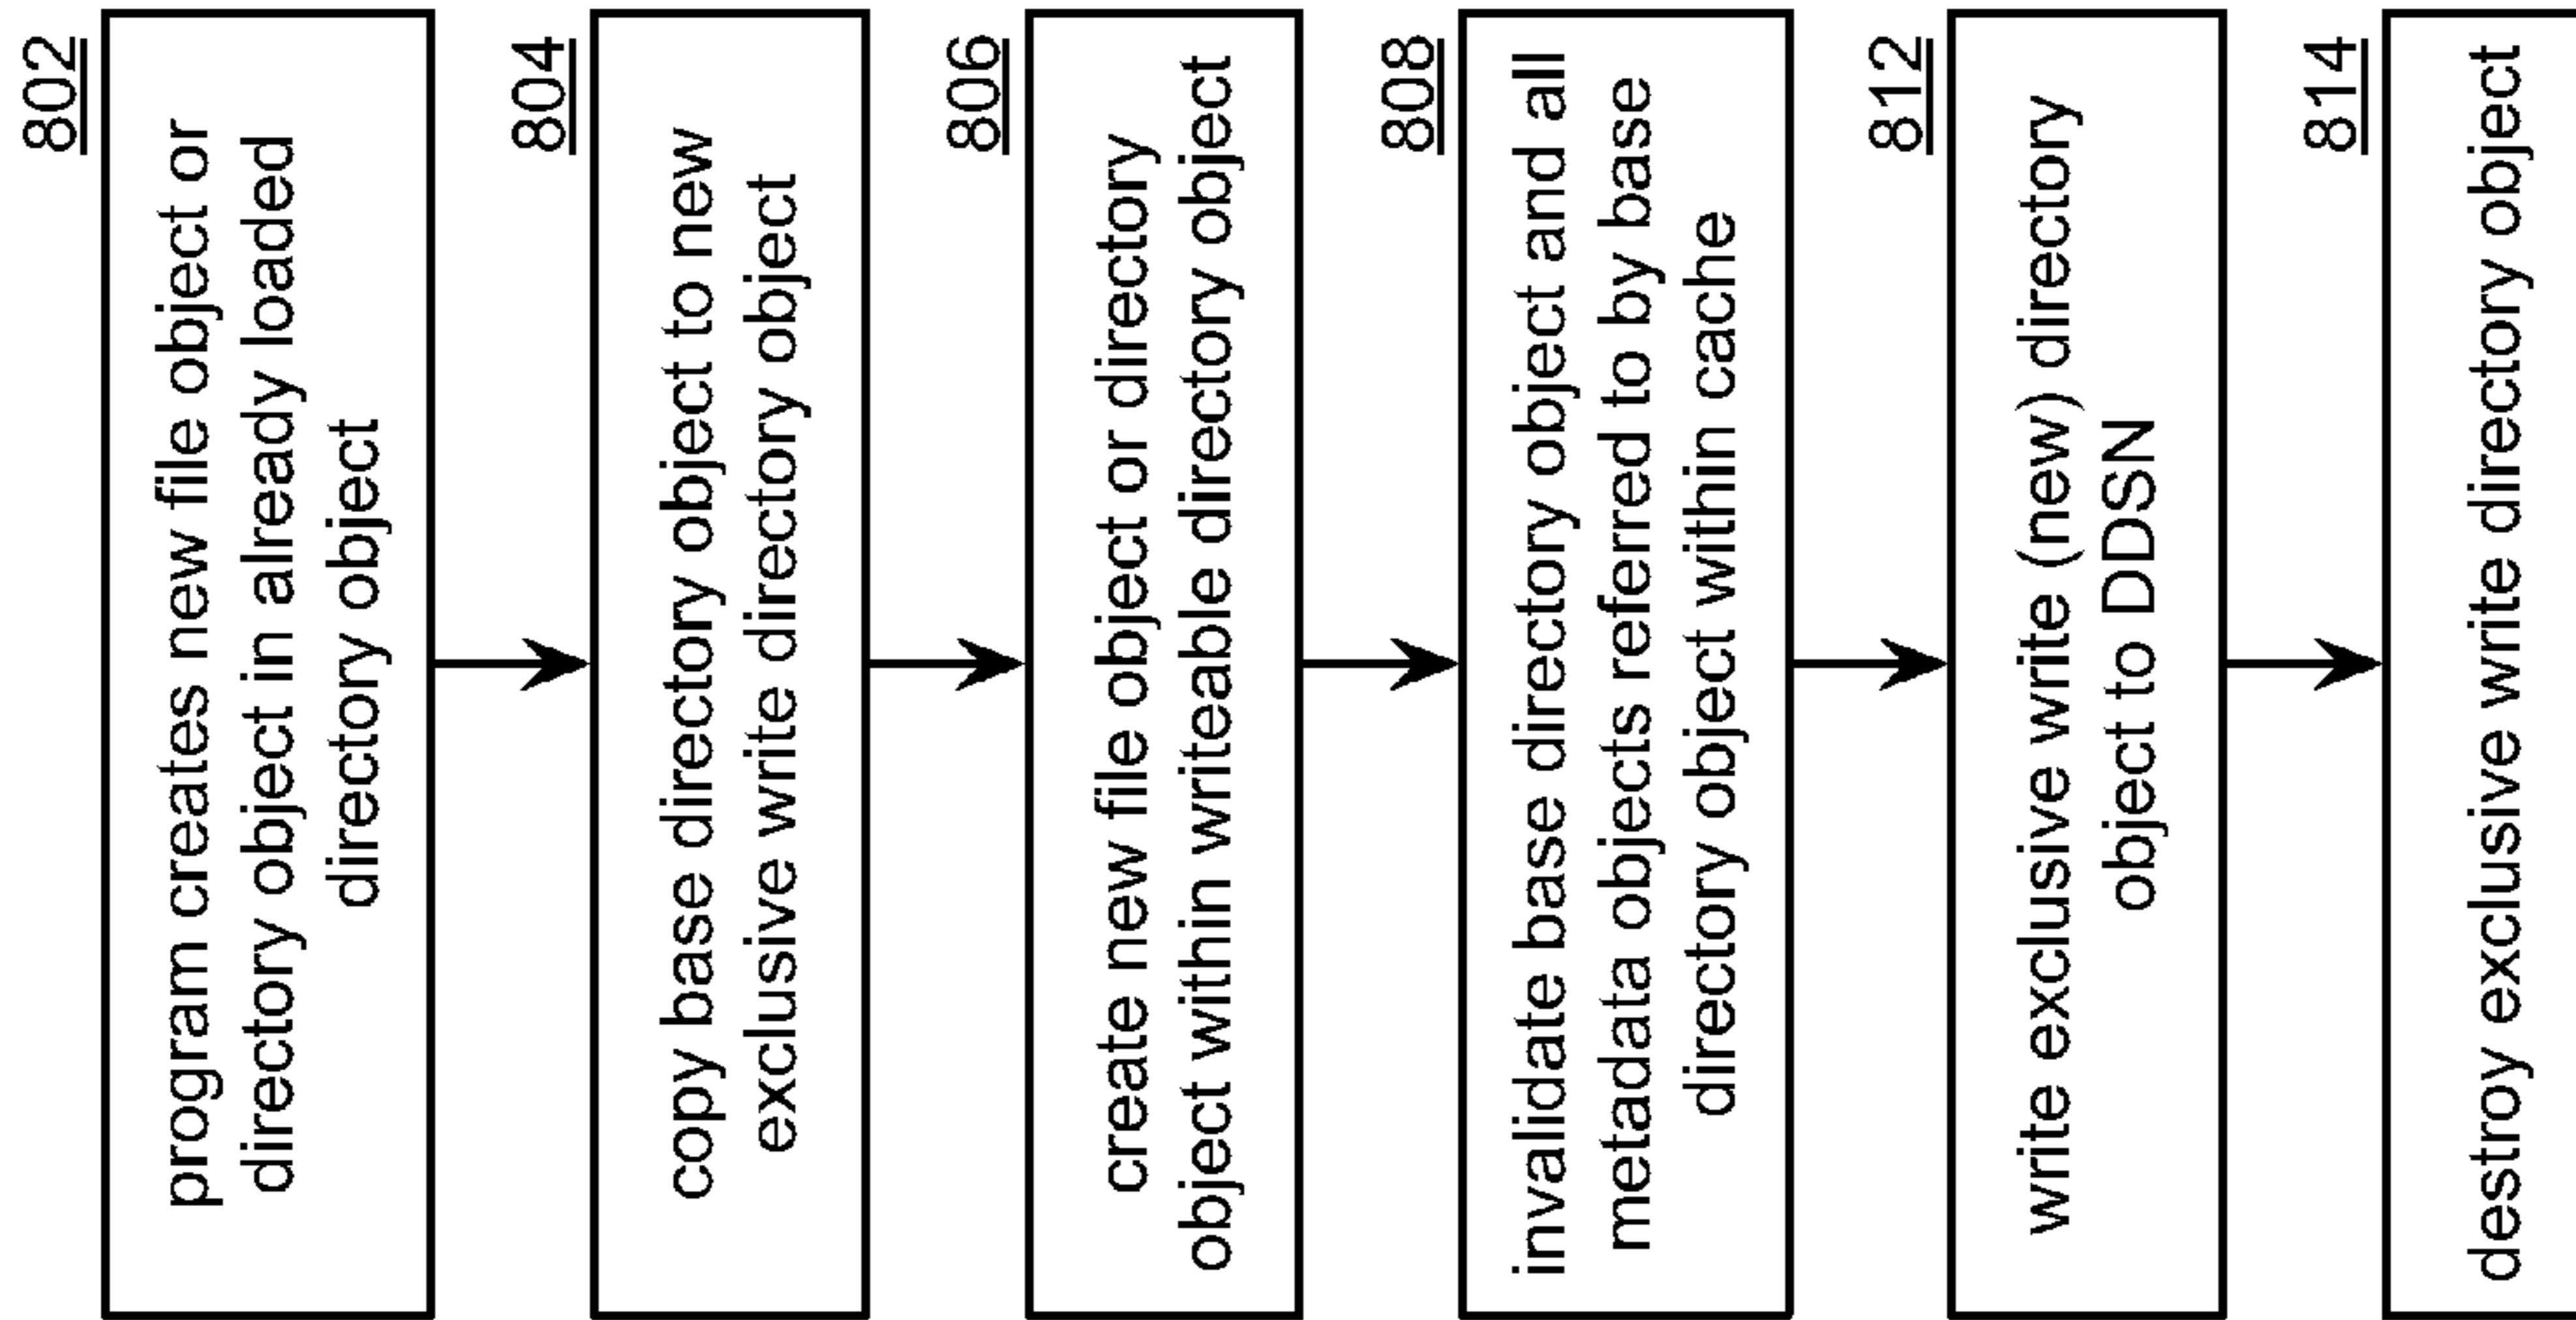 802
program creates new file object or
directory object in already loaded
directory object
804
copy base directory object to new
exclusive write directory object
806
create new file object or directory
object within writeable directory object
808
invalidate base directory object and all
metadata objects referred to by base
directory object within cache
812
write exclusive write (new) directory
object to DDSN
814
destroy exclusive write directory object